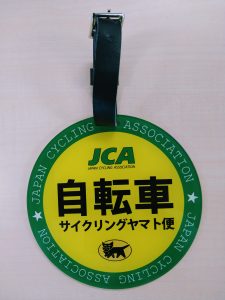 JAPAN CYCLING ASSOCIATION ★ JAPAN CYCLING ASSOCIATION ★
JCA
JAPAN CYCLING ASSOCIATION
自転車
サイクリングヤマト便